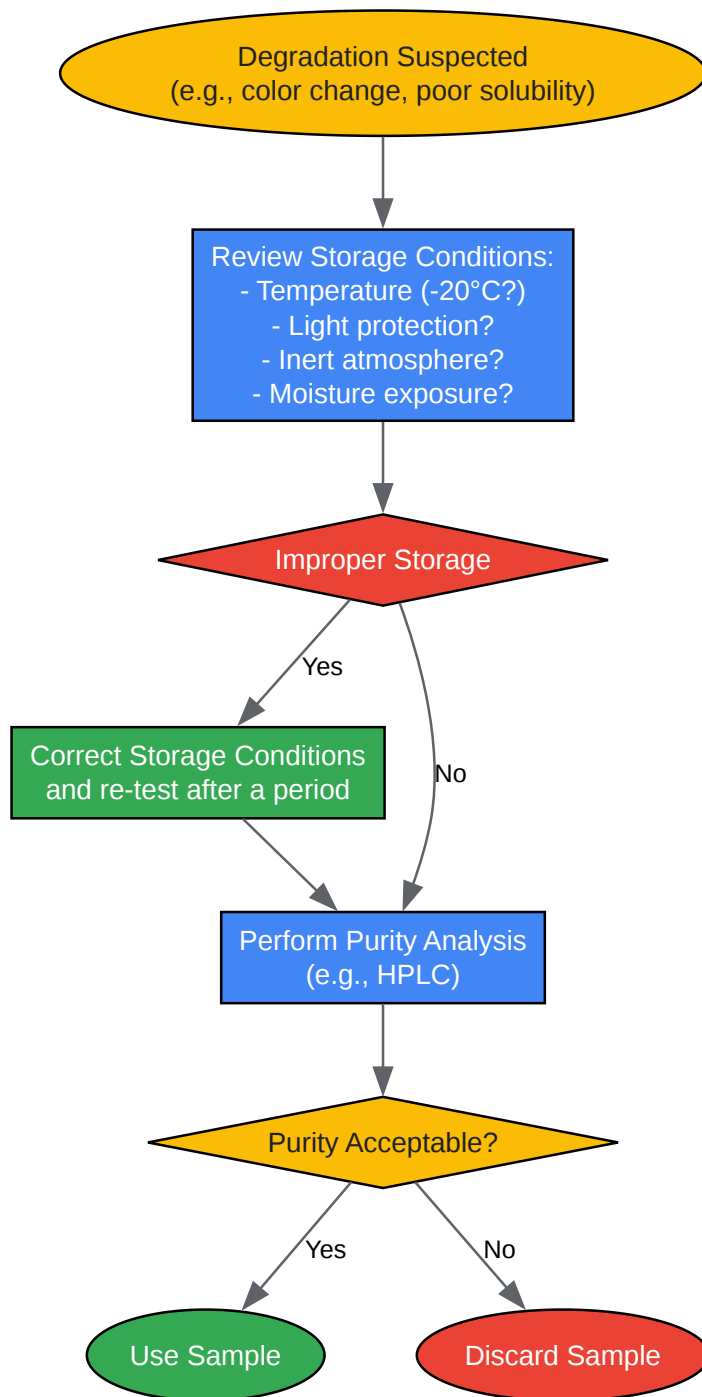 Degradation Suspected
(e.g., color change, poor solubility)
Review Storage Conditions:
- Temperature (-20°C?)
- Light protection?
- Inert atmosphere?
- Moisture exposure?
Improper Storage
Yes
Correct Storage Conditions
and re-test after a period
No
Perform Purity Analysis
(e.g., HPLC)
Purity Acceptable?
Yes
No
Use Sample
Discard Sample